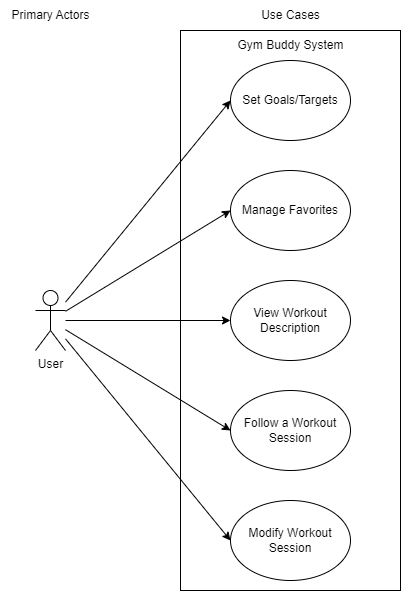 Primary Actors
Use Cases
Gym Buddy System
Set Goals/Targets
Manage Favorites
View Workout
Description
User
Follow a Workout
Session
Modify Workout
Session